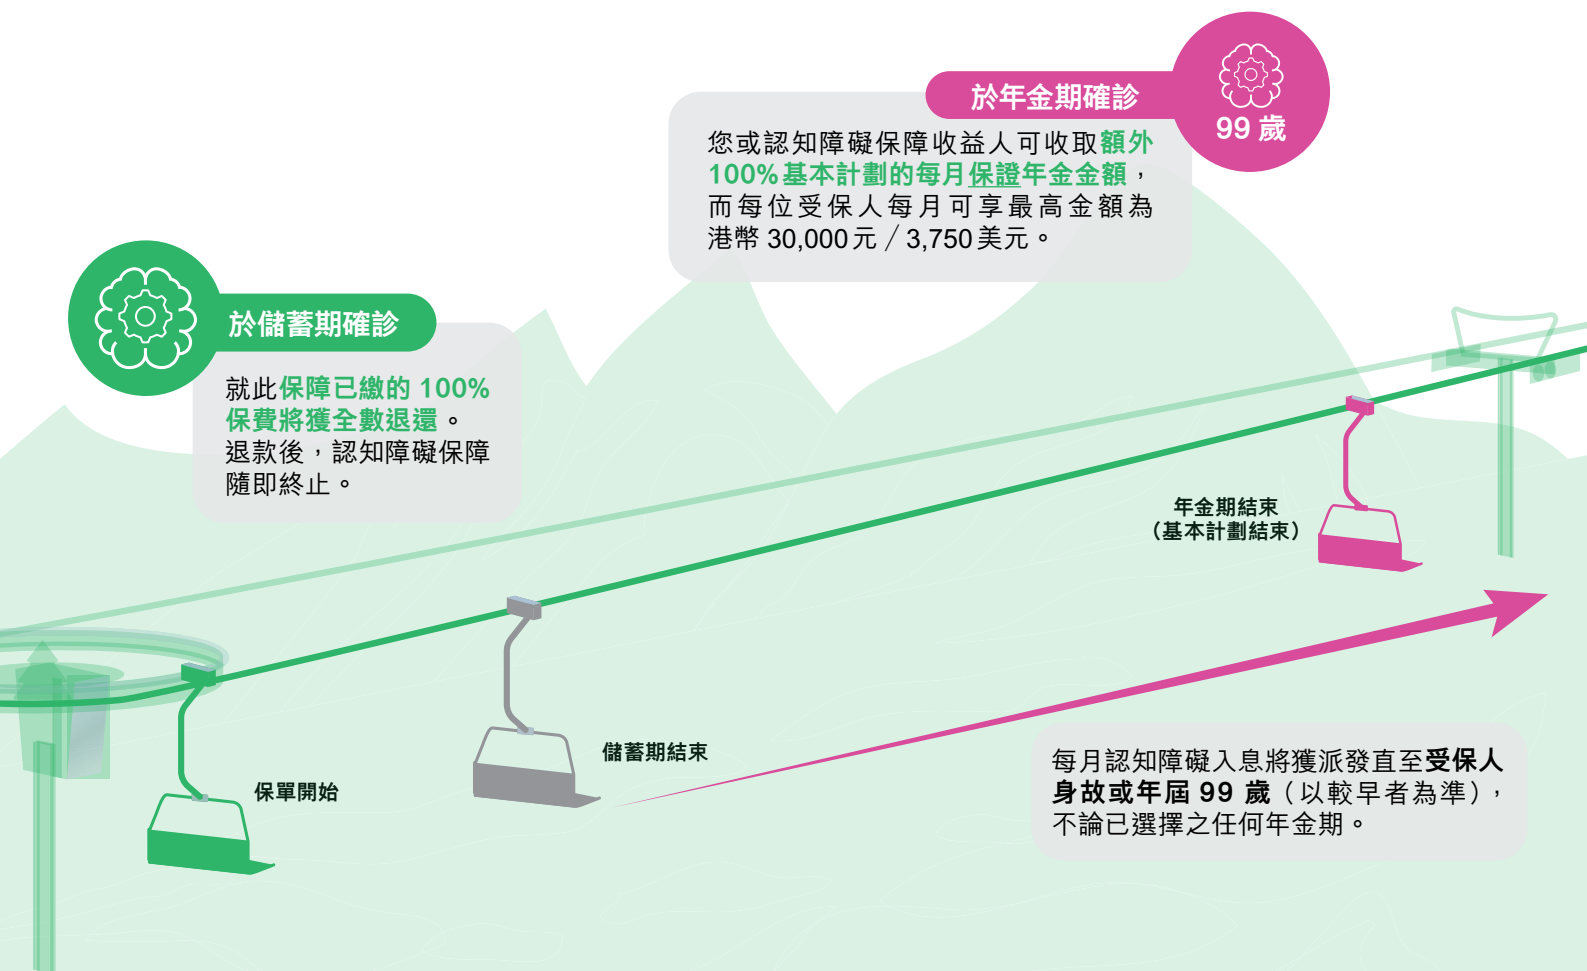 於年金期確診
99 歲
您或認知障礙保障收益人可收取額外
100%基本計劃的每月保證年金金額，
而每位受保人每月可享最高金額為
港幣 30,000元／3,750美元。
於儲蓄期確診
就此保障已繳的 100%
保費將獲全數退還。
退款後，認知障礙保障
隨即終止。
年金期結束
（基本計劃結束）
儲蓄期結束
保單開始
每月認知障礙入息將獲派發直至受保人
身故或年屆 99 歲（以較早者為準），
不論已選擇之任何年金期。